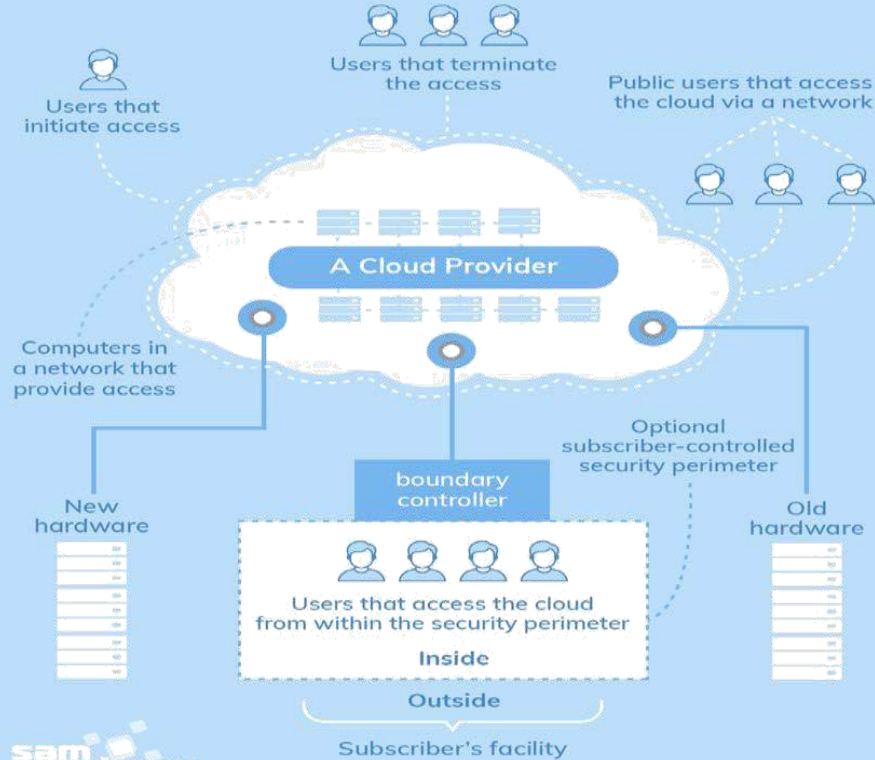 Users that
initiate access
Users that terminate
the access
Public users that access
the cloud via a network
A Cloud Provider
Computers in
a network that
provide access
Optional
subscriber-controlled
security perimeter
boundary
controller
New
hardware
Old
hardware
Users that access the cloud
from within the security perimeter
Inside
Outside
Subscriber's facility
sam